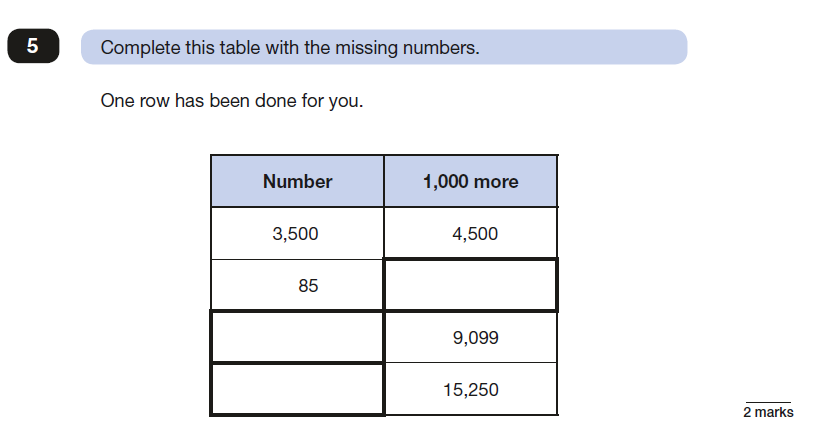 5
Complete this table with the missing numbers.
One row has been done for you.
Number 1,000 more
3,500 4,500
85
9,099
15,250
2 marks